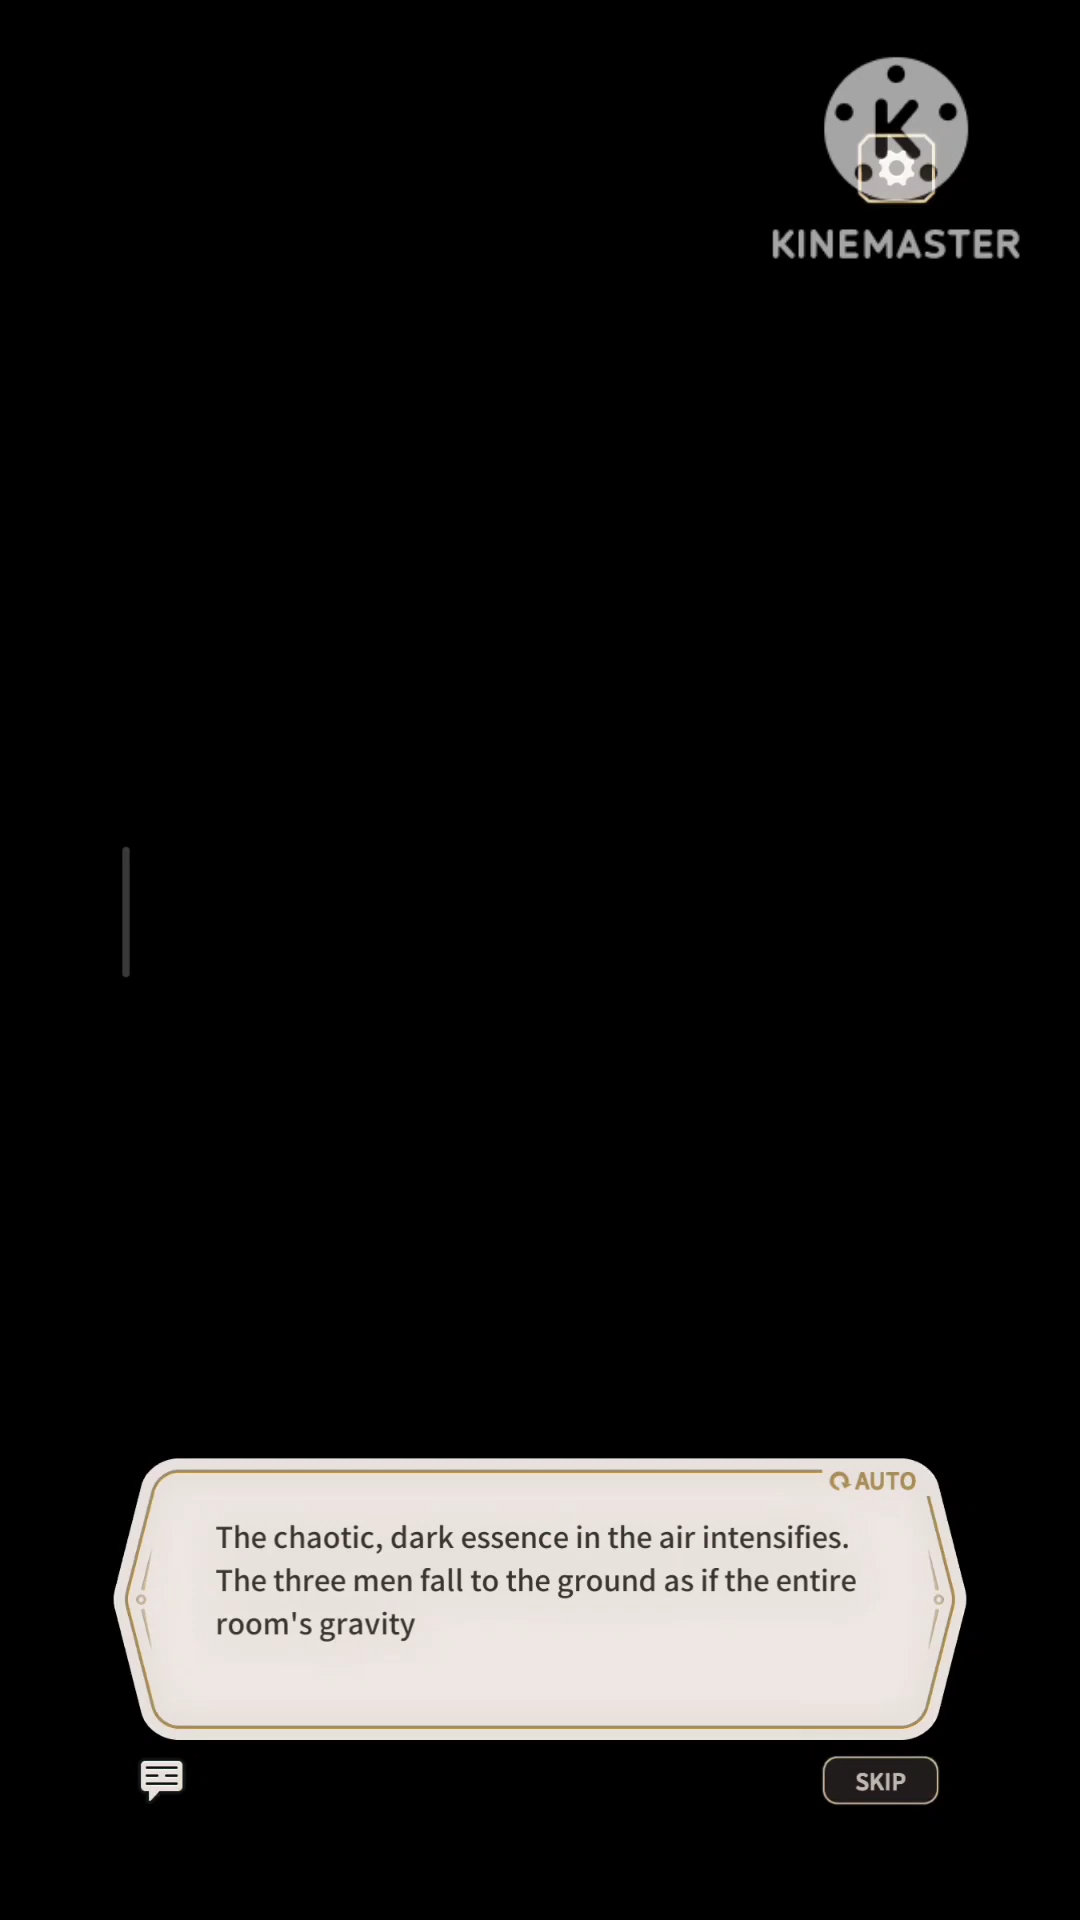 K
KINEMASTER
AUTO
The chaotic, dark essence in the air intensifies.
The three men fall to the ground as if the entire
room's gravity
SKIP